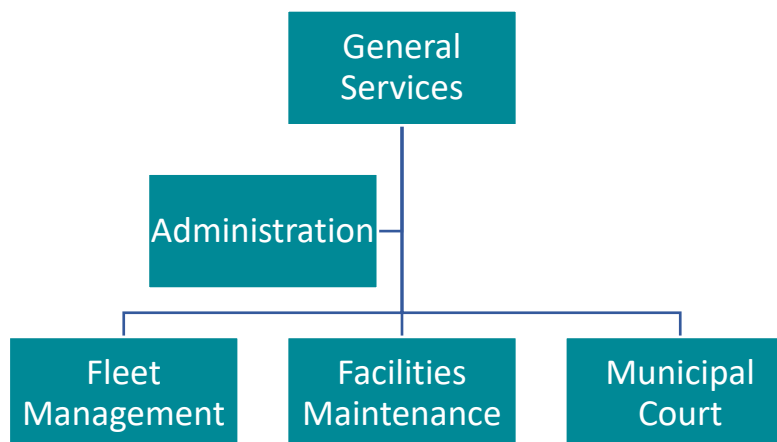 General
Services
Administration
Fleet
Management
Facilities
Maintenance
Municipal
Court